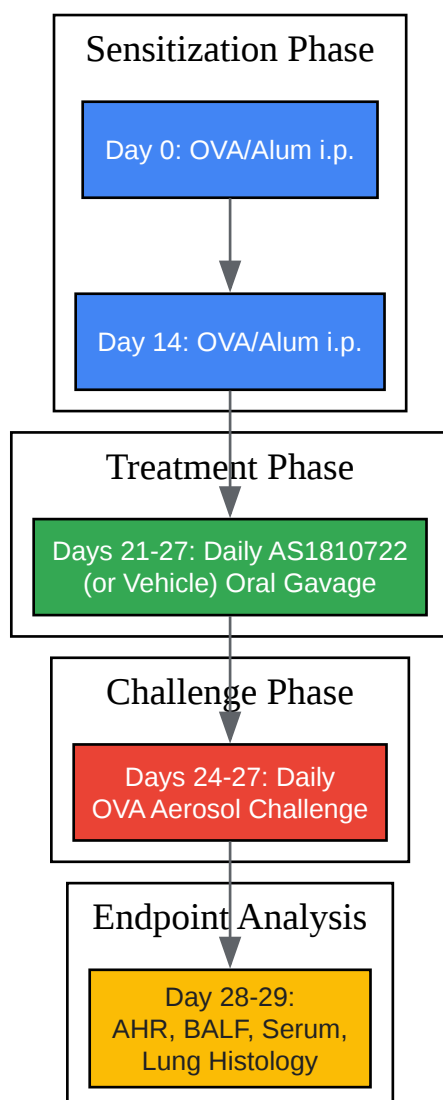 Sensitization Phase
Day 0: OVA/Alum i.p.
Day 14: OVA/Alum i.p.
Treatment Phase
Days 21-27: Daily AS1810722
(or Vehicle) Oral Gavage
Challenge Phase
Days 24-27: Daily
OVA Aerosol Challenge
Endpoint Analysis
Day 28-29:
AHR, BALF, Serum,
Lung Histology